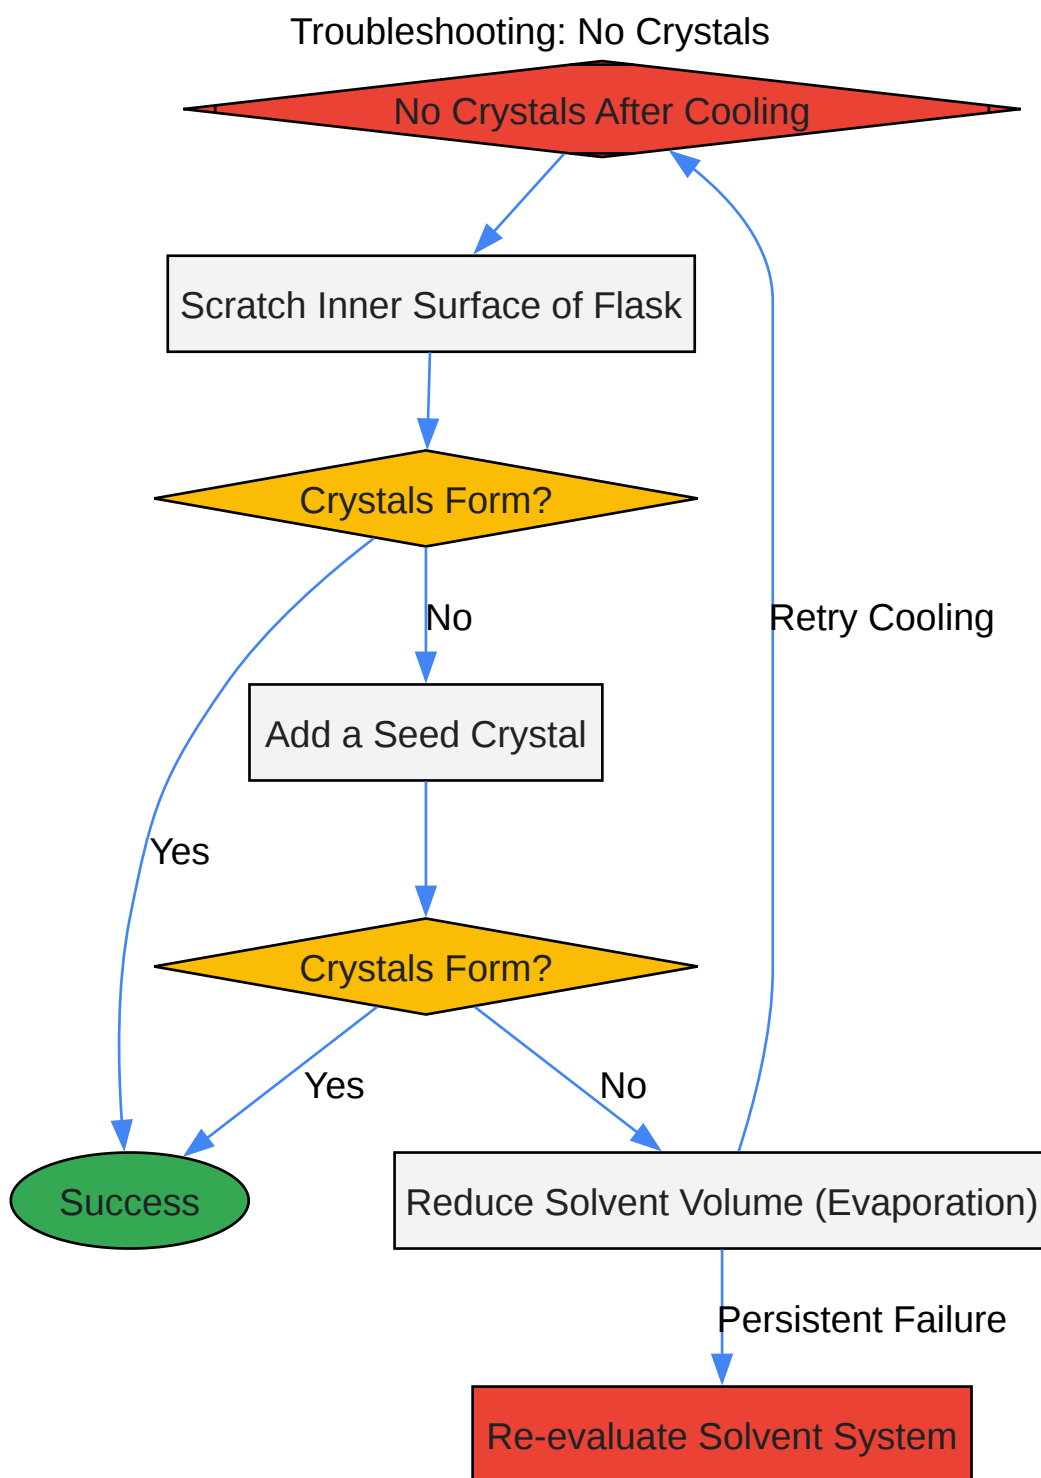 Troubleshooting: No Crystals
No Crystals After Cooling
Scratch Inner Surface of Flask
Crystals Form?
No
Retry Cooling
Add a Seed Crystal
Yes
Crystals Form?
Yes
No
Success
Reduce Solvent Volume (Evaporation)
Persistent Failure
Re-evaluate Solvent System